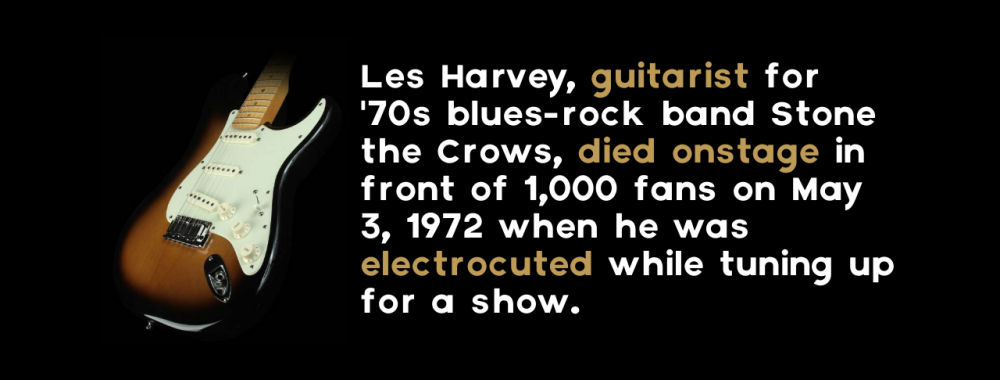 Les Harvey, guitarist for
'70s blues-rock band Stone
the Crows, died onstage in
front of 1,000 fans on May
3, 1972 when he was
electrocuted while tuning up
for a show.